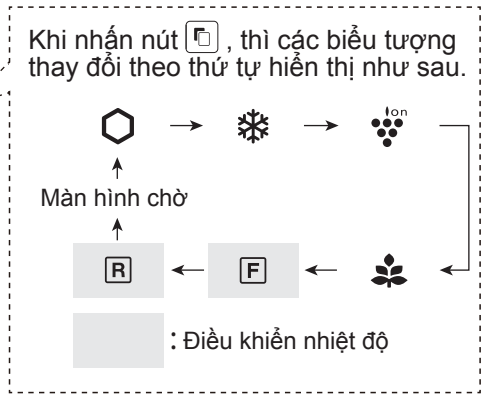 Khi nhấn nút , thì các biểu tượng
thay đổi theo thứ tự hiển thị như sau.
ion
Màn hình chờ
R F
: Điều khiển nhiệt độ